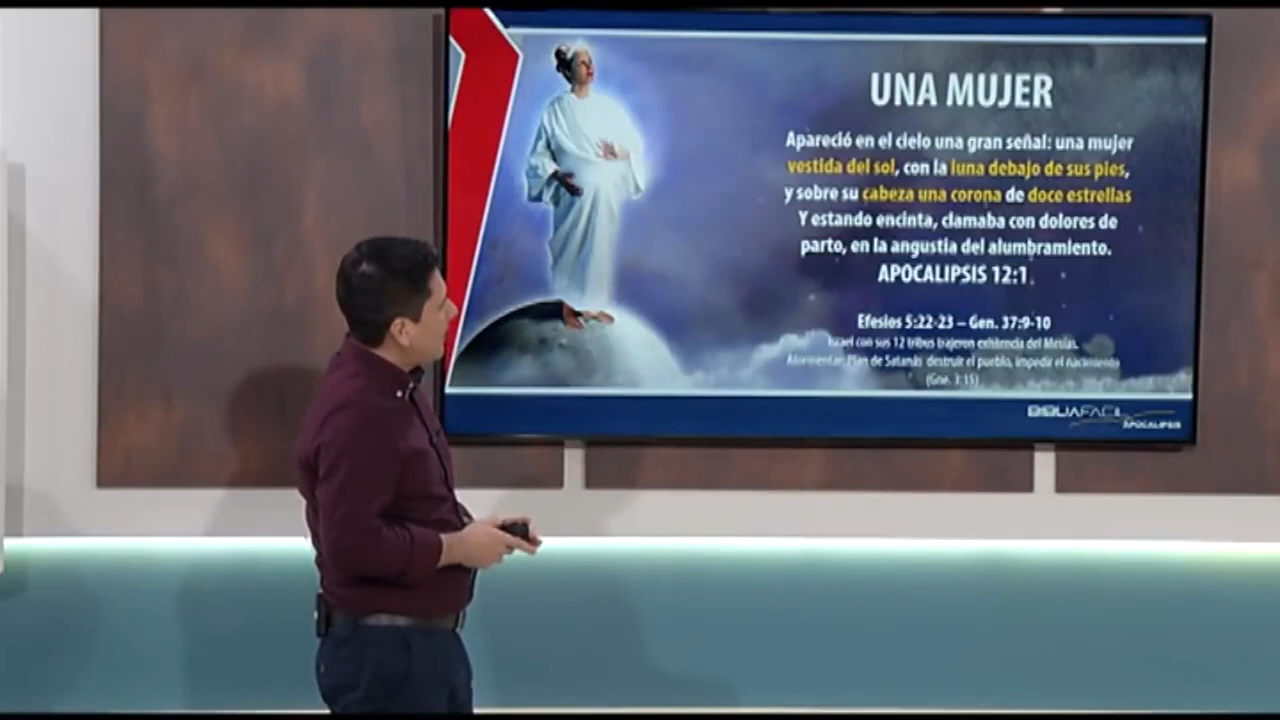 UNA MUJER
Apareció en el cielo una gran señal: una mujer
vestida del sol, con la luna debajo de sus pies,
y sobre su cabeza una corona de doce estrellas
Y estando encinta, clamaba con dolores de
parto, en la angustia del alumbramiento.
APOCALIPSIS 12:1
Efesios 5:22-23 – Gen. 37:9-10
Israel con sus 12 tribus trajeron existencia del Mesías.
Atormentar: Plan de Satanás destruir el pueblo, impedir el nacimiento
(Gne. 3:15)
BIBLIAFACIL
APOCALIPSIS